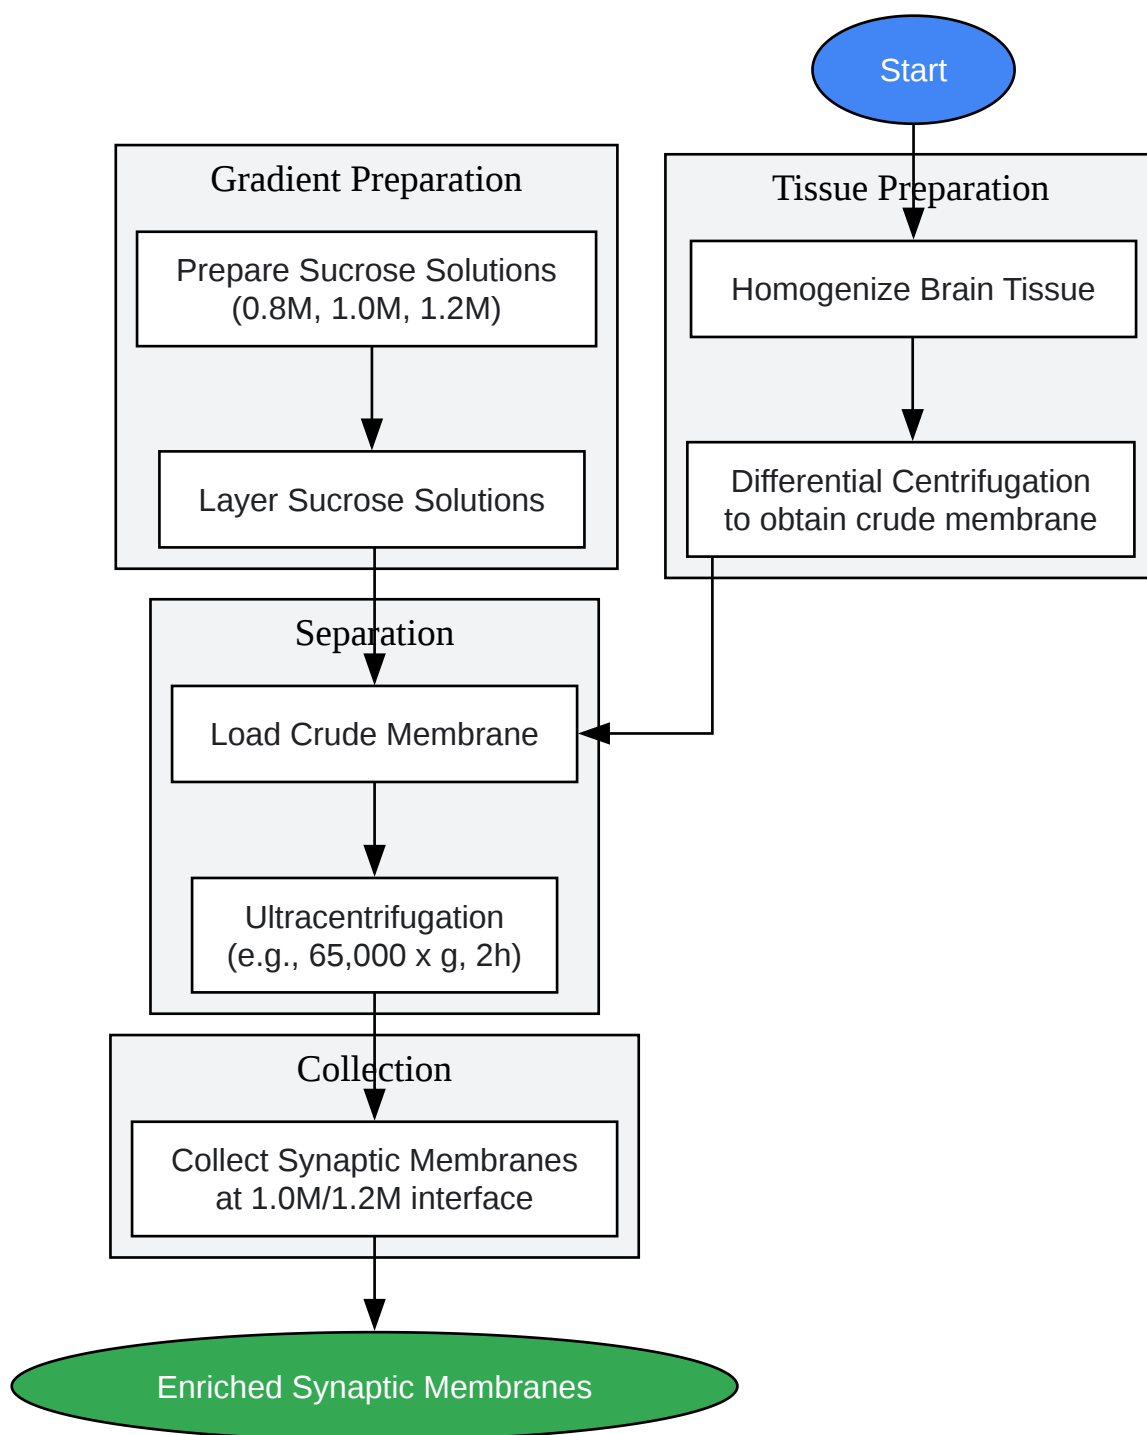 Start
Gradient Preparation
Prepare Sucrose Solutions
(0.8M, 1.0M, 1.2M)
Layer Sucrose Solutions
Tissue Preparation
Homogenize Brain Tissue
Differential Centrifugation
to obtain crude membrane
Separation
Load Crude Membrane
Ultracentrifugation
(e.g., 65,000 x g, 2h)
Collection
Collect Synaptic Membranes
at 1.0M/1.2M interface
Enriched Synaptic Membranes